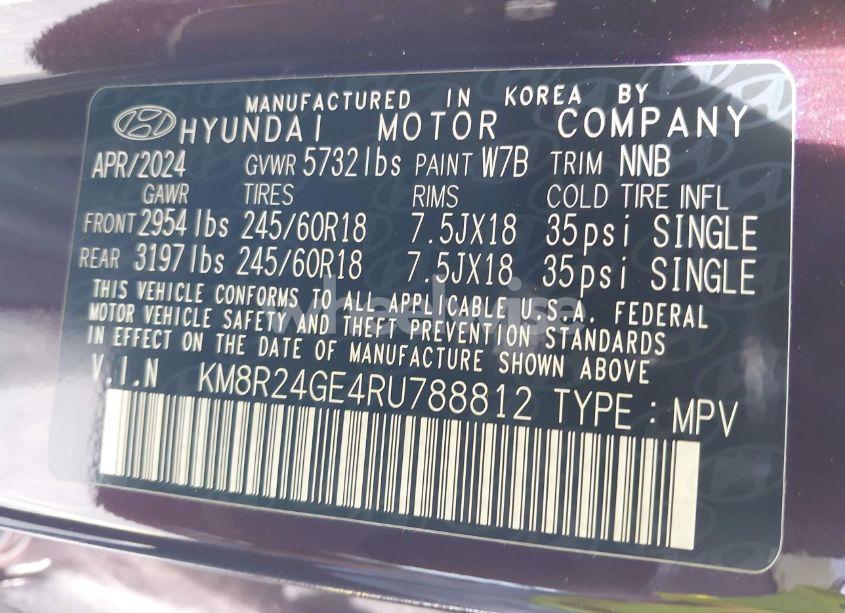 MANUFACTURED IN KOREA BY
HYUNDAI MOTOR COMPANY
APR/2024 GVWR 5732lbs PAINT W7B TRIM NNB
GAWR TIRES RIMS COLD TIRE INFL
FRONT 2954lbs 245/60R18 7.5JX18 35psi SINGLE
REAR 3197lbs 245/60R18 7.5JX18 35psi SINGLE
THIS VEHICLE CONFORMS TO ALL APPLICABLE U.S.A. FEDERAL
MOTOR VEHICLE SAFETY AND THEFT PREVENTION STANDARDS
IN EFFECT ON THE DATE OF MANUFACTURE SHOWN ABOVE
V.I.N KM8R24GE4RU788812 TYPE : MPV